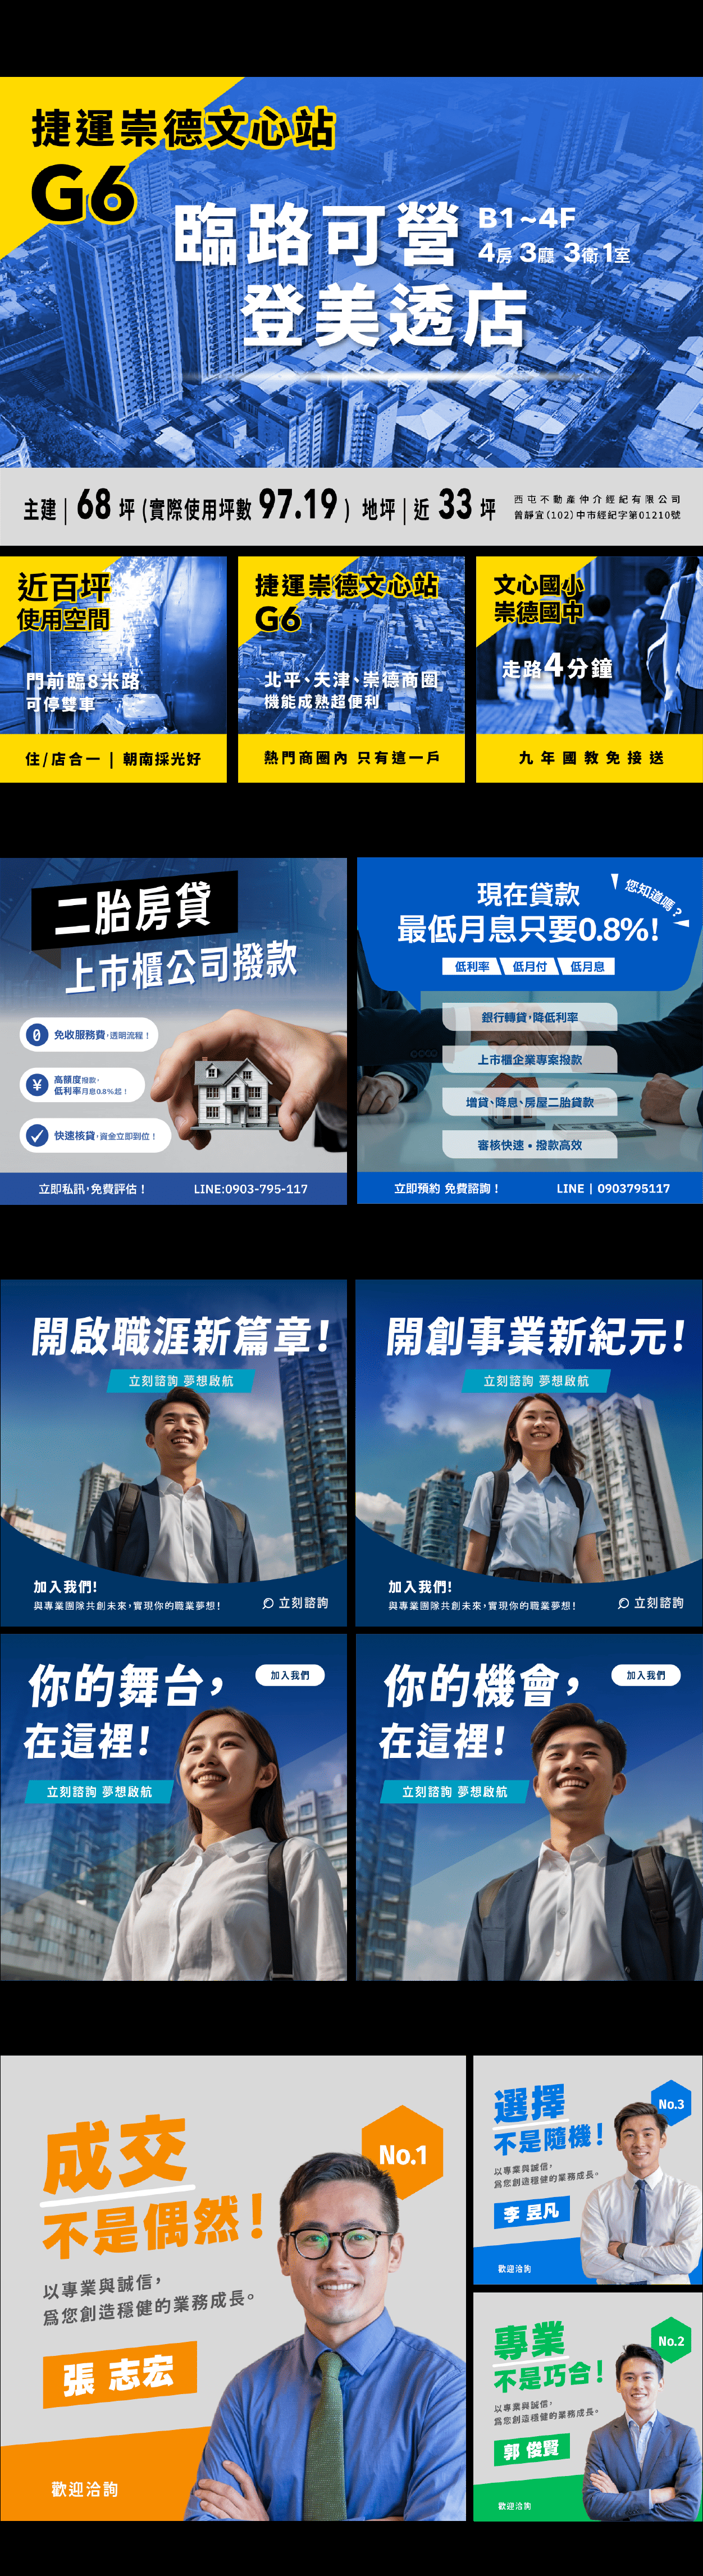 捷運崇德文心站
G6
臨路可營
登美透店
B1~4F
4房 3廳 3衛 1室
主建｜68坪 (實際使用坪數97.19) 地坪｜近33坪
西屯不動產仲介經紀有限公司
曾靜宜(102)中市經紀字第01210號
近百坪
使用空間
門前臨8米路
可停雙車
住/店合一 | 朝南採光好
捷運崇德文心站
G6
北平、天津、崇德商圈
機能成熟超便利
熱門商圈內 只有這一戶
文心國小
崇德國中
走路4分鐘
九年國教免接送
二胎房貸
上市櫃公司撥款
0 免收服務費，透明流程！
¥ 高額度撥款，
低利率月息0.8%起！
快速核貸，資金立即到位！
立即私訊，免費評估！ LINE:0903-795-117
您知道嗎？
現在貸款
最低月息只要0.8%!
低利率 低月付 低月息
銀行轉貸，降低利率
上市櫃企業專案撥款
增貸、降息、房屋二胎貸款
審核快速•撥款高效
立即預約 免費諮詢！ LINE | 0903795117
開啟職涯新篇章!
立刻諮詢 夢想啟航
加入我們!
與專業團隊共創未來，實現你的職業夢想!
立刻諮詢
開創事業新紀元!
立刻諮詢 夢想啟航
加入我們!
與專業團隊共創未來，實現你的職業夢想!
立刻諮詢
你的舞台，
在這裡!
加入我們
立刻諮詢 夢想啟航
你的機會，
在這裡!
加入我們
立刻諮詢 夢想啟航
No.1
成交
不是偶然!
以專業與誠信，
為您創造穩健的業務成長。
張 志宏
歡迎洽詢
No.3
選擇
不是隨機!
以專業與誠信，
為您創造穩健的業務成長。
李 昱凡
歡迎洽詢
No.2
專業
不是巧合!
以專業與誠信，
為您創造穩健的業務成長。
郭 俊賢
歡迎洽詢